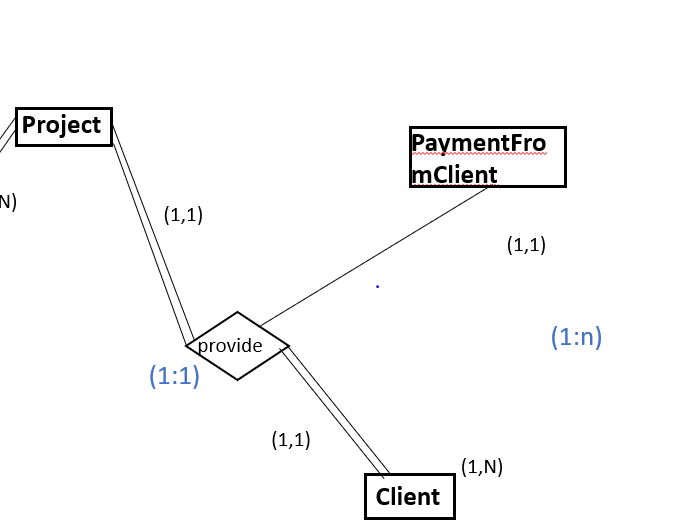 Project
PaymentFro
mClient
N)
(1,1)
(1,1)
(1:n)
provide
(1:1)
(1,1)
(1,N)
Client